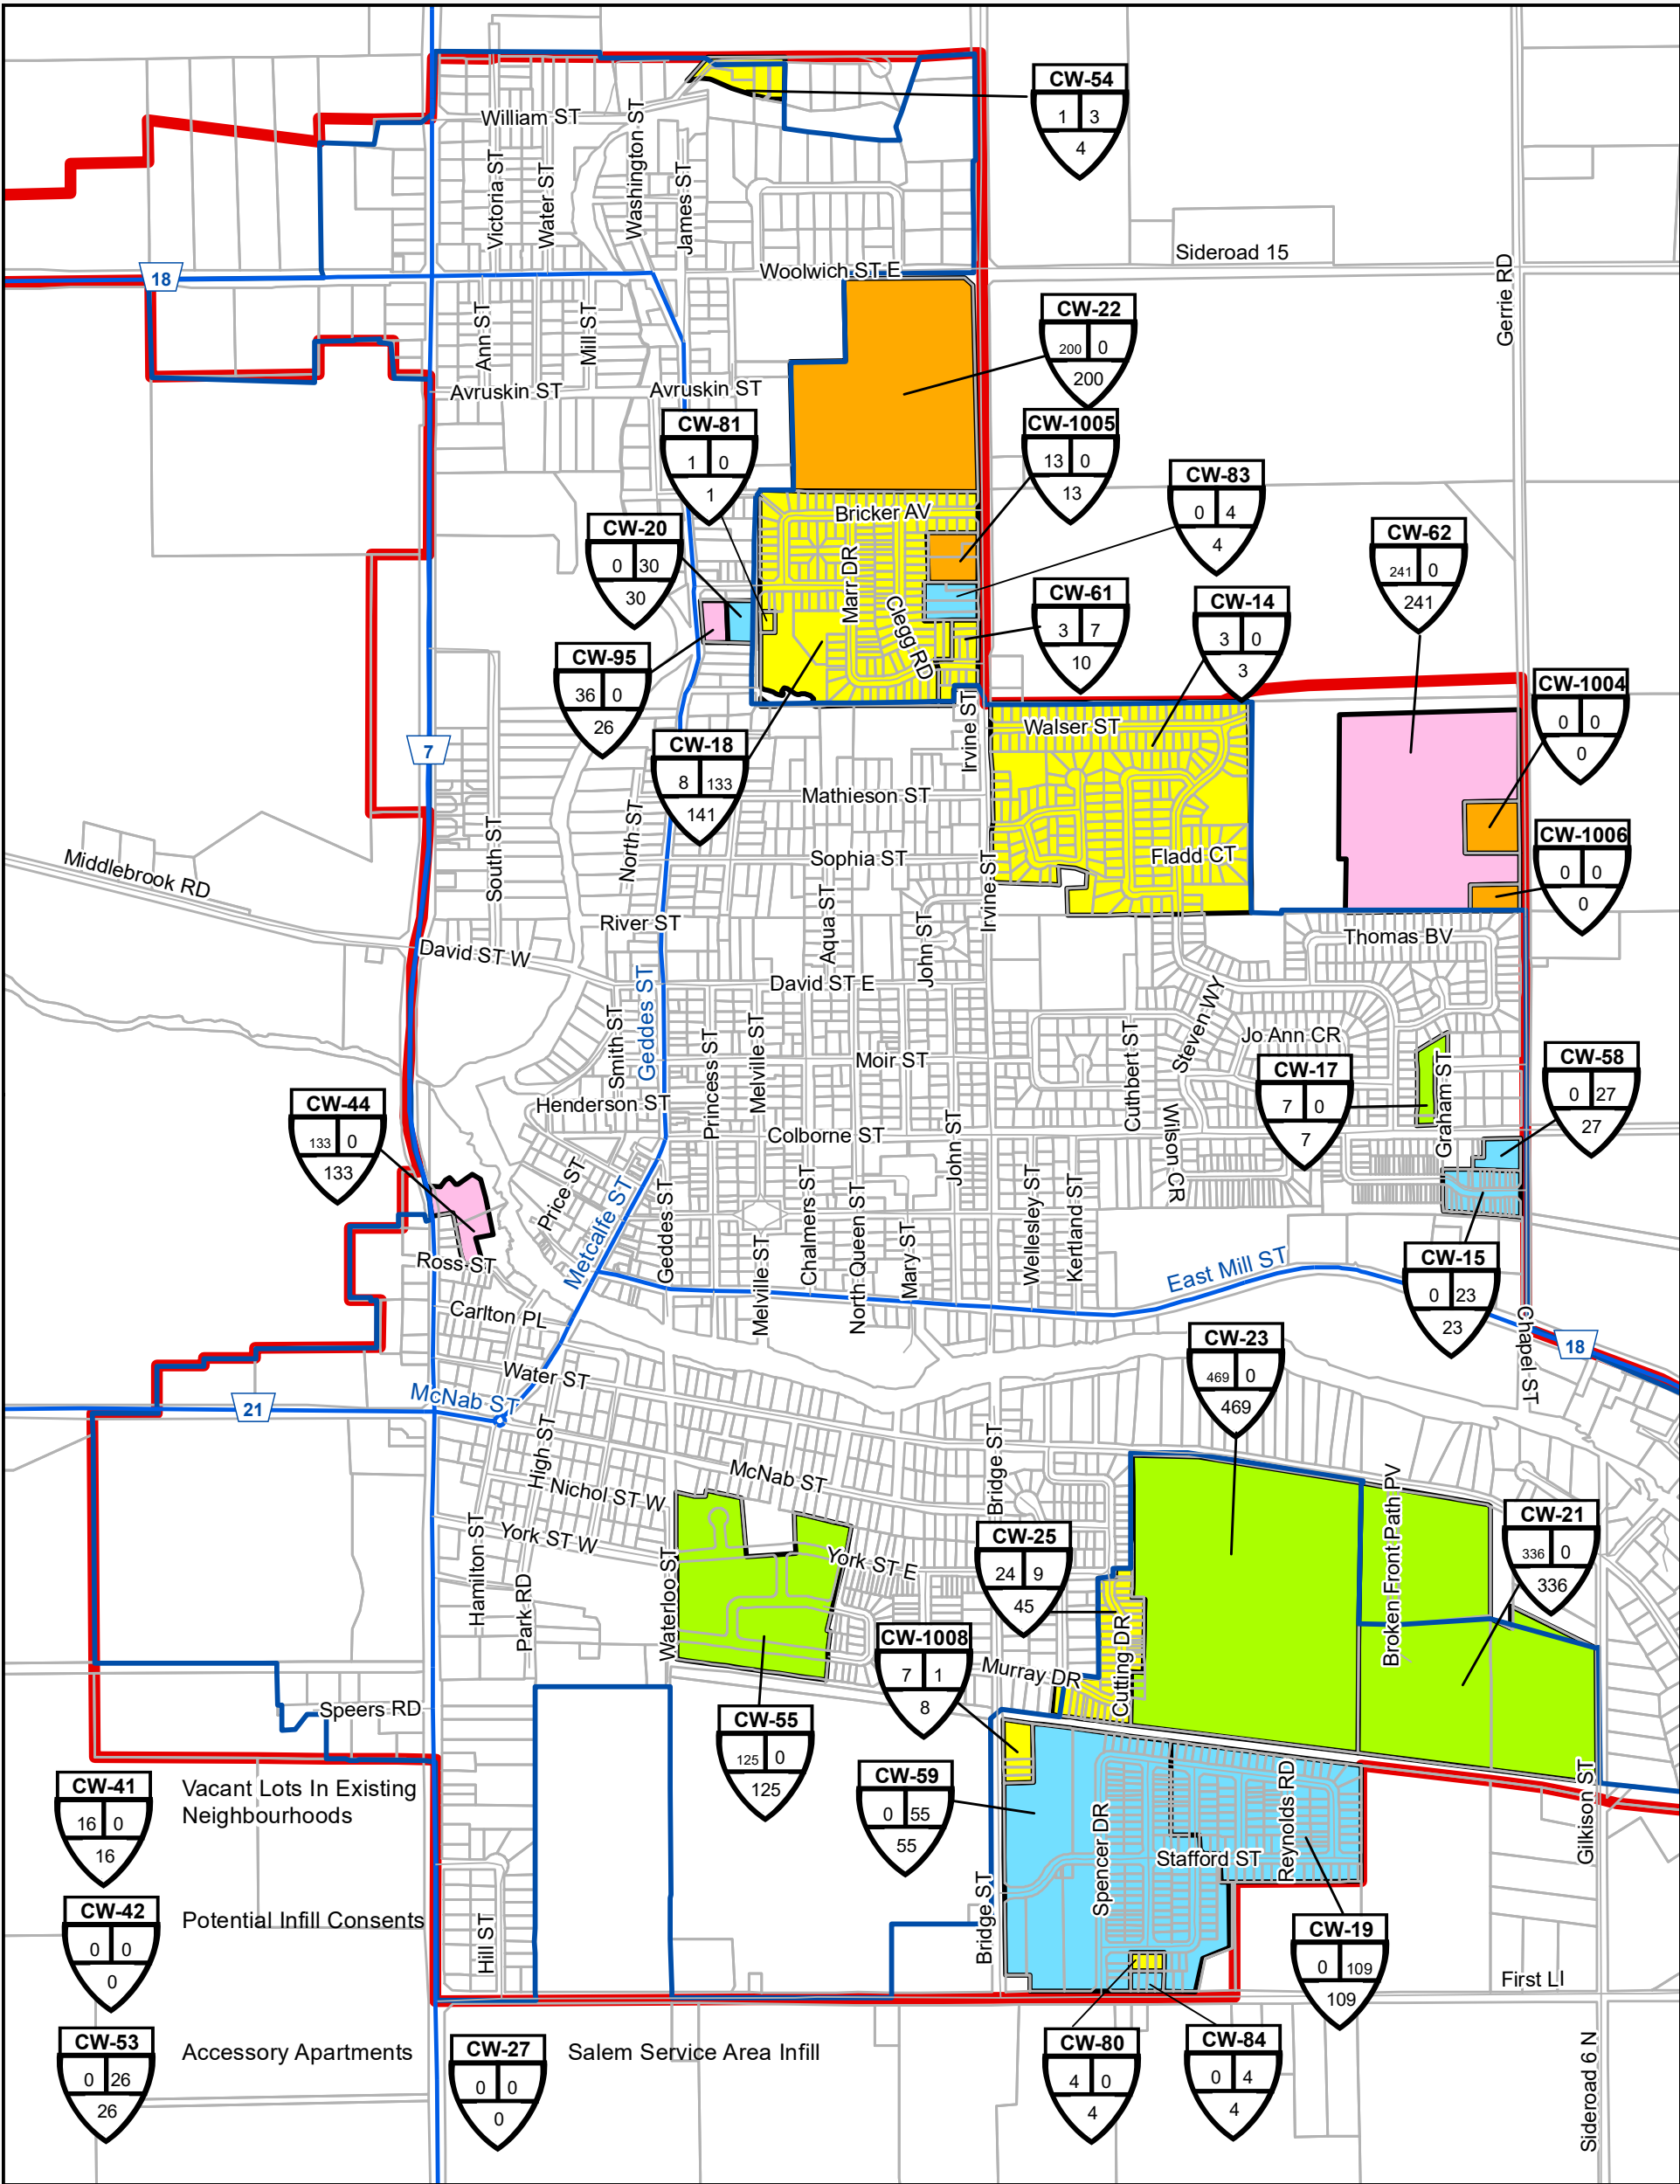 CW-54
1 3
4
William ST
Victoria ST
Water ST
Washington ST
James ST
Sideroad 15
Woolwich ST E
18
Gerrie RD
CW-22
200 0
200
Ann ST
Mill ST
Avruskin ST
Avruskin ST
CW-81
1 0
1
CW-1005
13 0
13
CW-83
0 4
4
Bricker AV
CW-20
0 30
30
CW-62
241 0
241
Marr DR
Clegg RD
CW-61
3 7
10
CW-14
3 0
3
CW-95
36 0
26
CW-1004
0 0
0
Irvine ST
Walser ST
CW-18
8 133
141
7
Mathieson ST
North ST
South ST
CW-1006
0 0
0
Sophia ST
Fladd CT
Middlebrook RD
Irvine ST
River ST
Aqua ST
John ST
Thomas BV
David ST W
David ST E
Geddes ST
Smith ST
Princess ST
Melville ST
Moir ST
Cuthbert ST
Steven WY
Jo Ann CR
Graham ST
CW-17
7 0
7
CW-58
0 27
27
CW-44
133 0
133
Henderson ST
Colborne ST
John ST
Wilson CR
Price ST
Metcalfe ST
Geddes ST
Melville ST
Chalmers ST
North Queen ST
Mary ST
Wellesley ST
Kertland ST
East Mill ST
Ross ST
CW-15
0 23
23
Carlton PL
Chapel ST
18
CW-23
469 0
469
Water ST
McNab ST
21
High ST
McNab ST
Nichol ST W
Bridge ST
Broken Front Path PV
CW-21
336 0
336
York ST W
York ST E
Hamilton ST
Park RD
Waterloo ST
CW-25
24 9
45
Cutting DR
Murray DR
CW-1008
7 1
8
Speers RD
CW-55
125 0
125
CW-59
0 55
55
Gilkison ST
CW-41
16 0
16
Vacant Lots In Existing
Neighbourhoods
Spencer DR
Reynolds RD
Stafford ST
Bridge ST
Hill ST
CW-42
0 0
0
Potential Infill Consents
CW-19
0 109
109
First LI
CW-53
0 26
26
Accessory Apartments
CW-27
0 0
0
Salem Service Area Infill
CW-80
4 0
4
CW-84
0 4
4
Sideroad 6 N